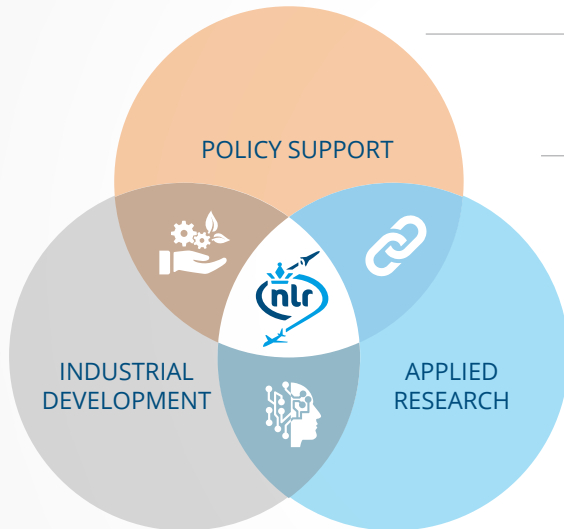 POLICY SUPPORT
nlr
INDUSTRIAL
DEVELOPMENT
APPLIED
RESEARCH